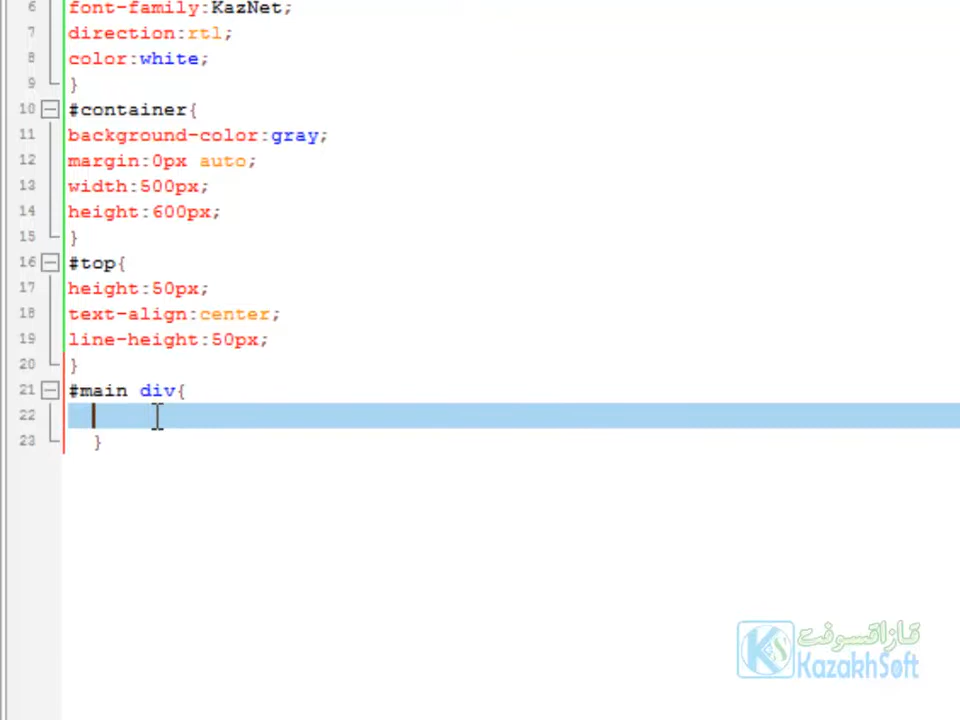 6 font-family:KazNet;
7 direction:rtl;
8 color:white;
9 }
10 #container{
11 background-color:gray;
12 margin:0px auto;
13 width:500px;
14 height:600px;
15 }
16 #top{
17 height:50px;
18 text-align:center;
19 line-height:50px;
20 }
21 #main div{
22
23 }
قازاقسوفت
KS KazakhSoft